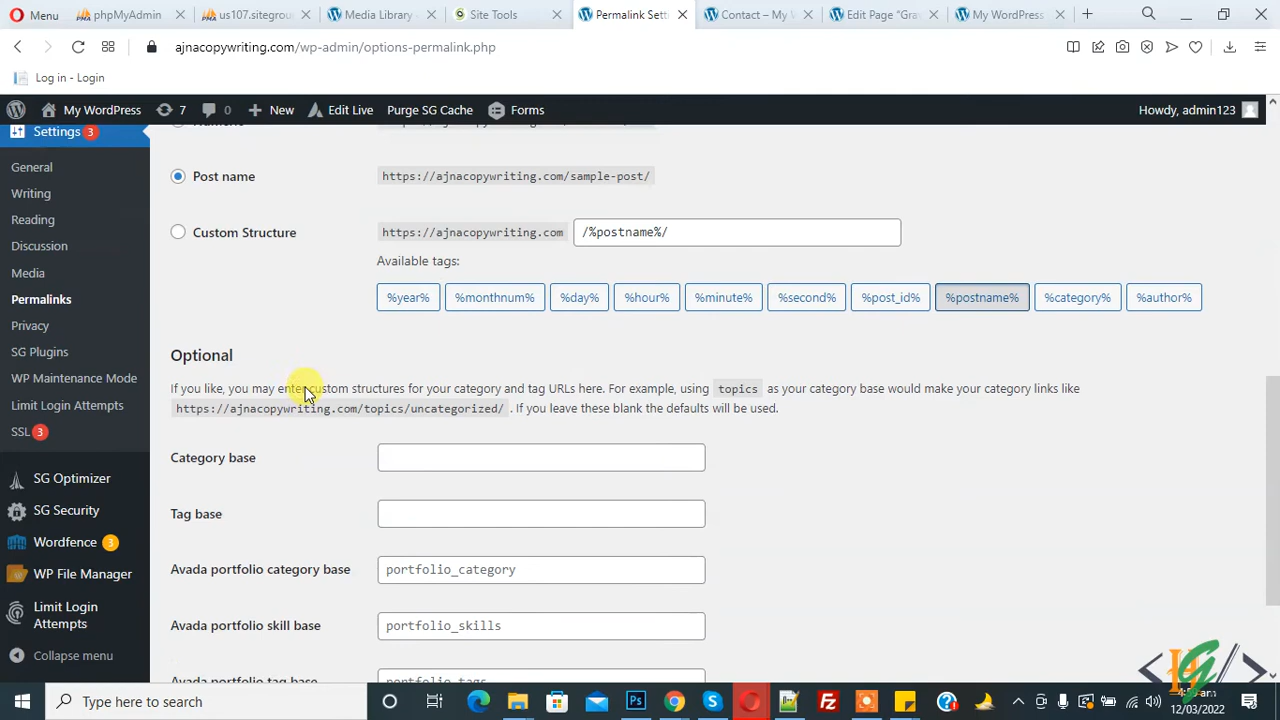 Opera
phpMyAdmin
us107.sitegrou
Media Library -
Site Tools
Permalink Sett
Contact – My W
Edit Page "Gra
My WordPress
ajnacopywriting.com/wp-admin/options-permalink.php
Log in - Login
My WordPress
7
0
New
Edit Live
Purge SG Cache
Forms
Howdy, admin123
Settings 3
General
Writing
Reading
Discussion
Media
Permalinks
Privacy
SG Plugins
WP Maintenance Mode
Limit Login Attempts
SSL 3
SG Optimizer
SG Security
Wordfence 3
WP File Manager
Limit Login
Attempts
Collapse menu
Post name
https://ajnacopywriting.com/sample-post/
Custom Structure
https://ajnacopywriting.com /%postname%/
Available tags:
%year% %monthnum% %day% %hour% %minute% %second% %post_id% %postname% %category% %author%
Optional
If you like, you may enter custom structures for your category and tag URLs here. For example, using topics as your category base would make your category links like
https://ajnacopywriting.com/topics/uncategorized/ . If you leave these blank the defaults will be used.
Category base
Tag base
Avada portfolio category base portfolio_category
Avada portfolio skill base portfolio_skills
Avada portfolio tag base portfolio_tags
Type here to search
12/03/2022